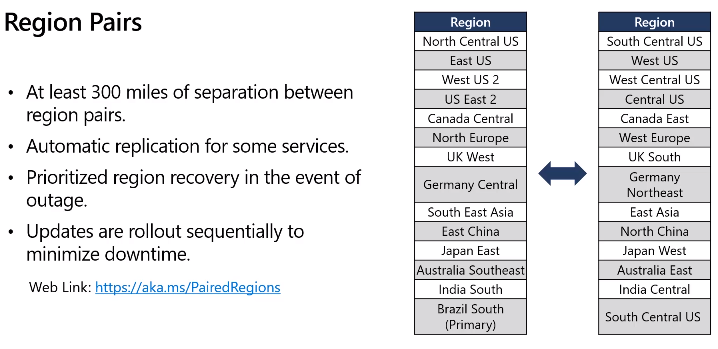 Region Pairs
• At least 300 miles of separation between
region pairs.
• Automatic replication for some services.
• Prioritized region recovery in the event of
outage.
• Updates are rollout sequentially to
minimize downtime.
Web Link: https://aka.ms/PairedRegions
Region
North Central US
East US
West US 2
US East 2
Canada Central
North Europe
UK West
Germany Central
South East Asia
East China
Japan East
Australia Southeast
India South
Brazil South
(Primary)
Region
South Central US
West US
West Central US
Central US
Canada East
West Europe
UK South
Germany
Northeast
East Asia
North China
Japan West
Australia East
India Central
South Central US